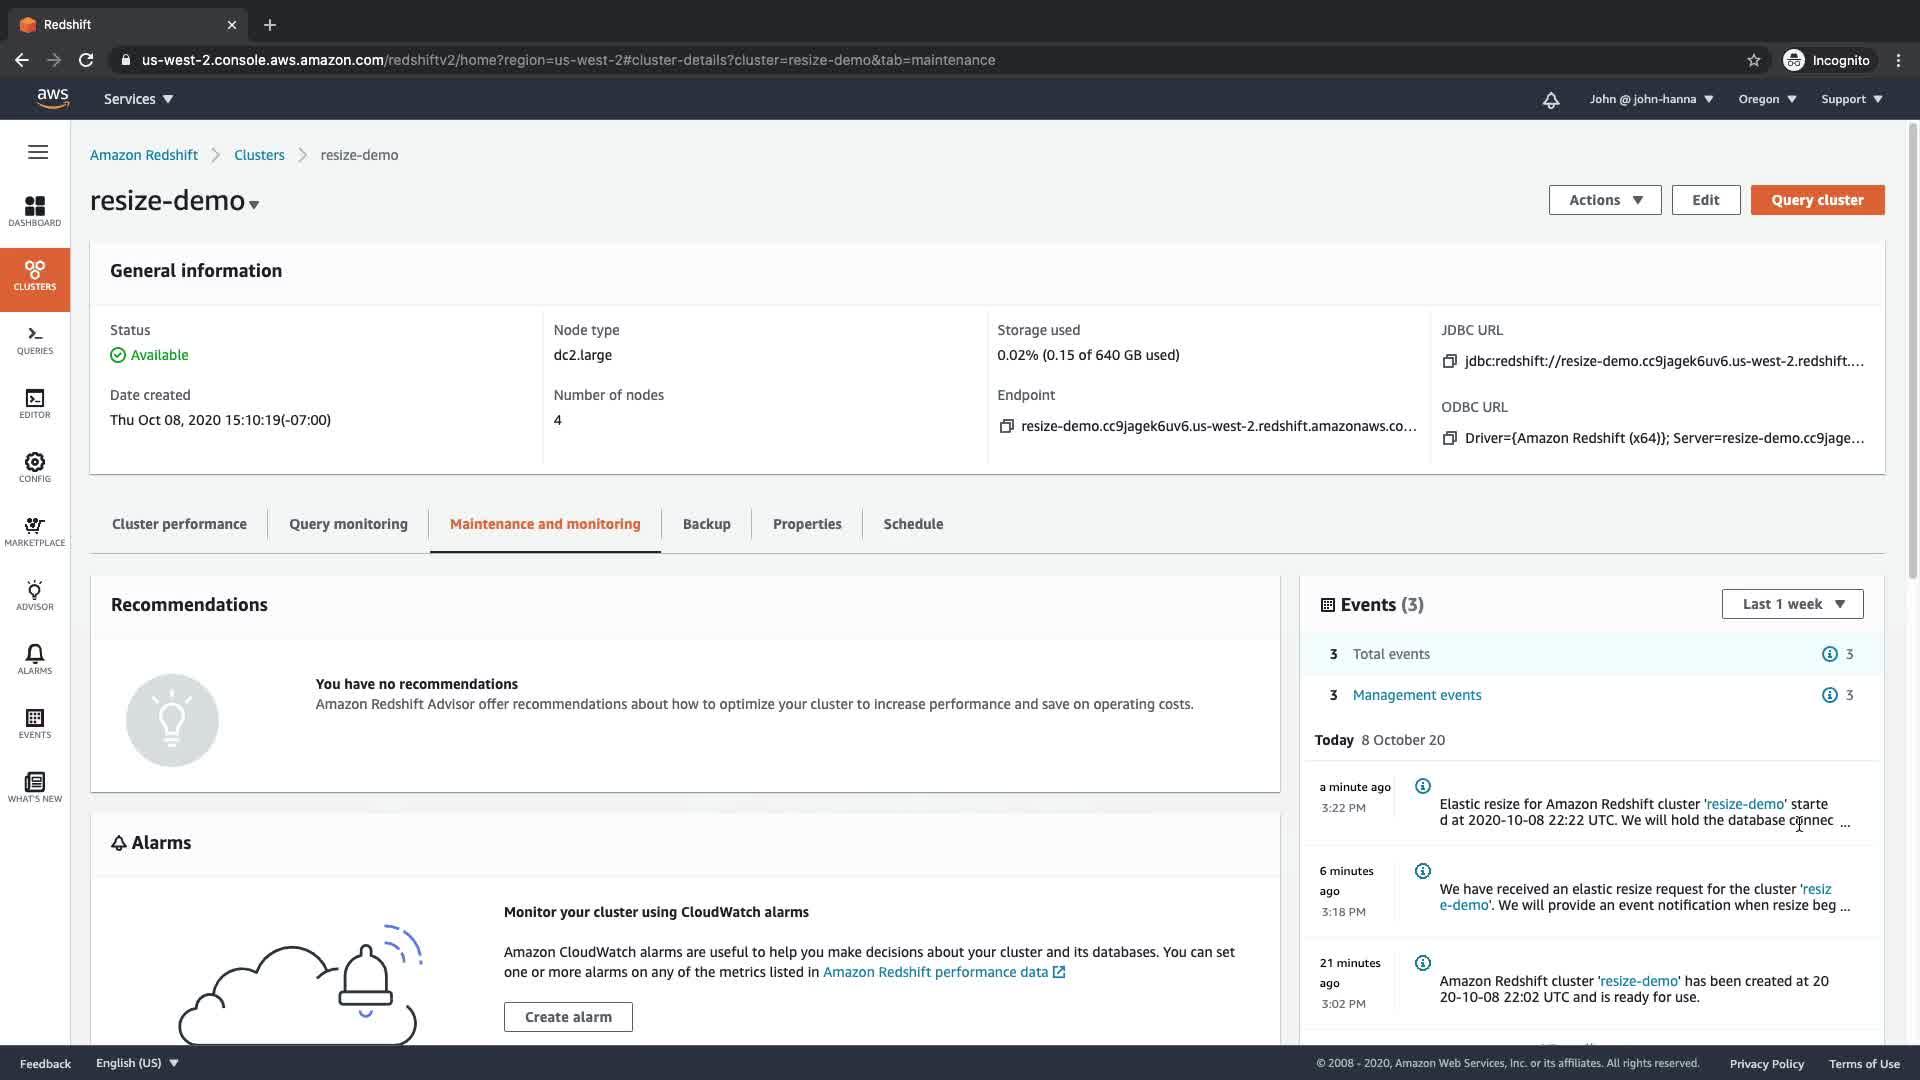 Redshift
us-west-2.console.aws.amazon.com/redshiftv2/home?region=us-west-2#cluster-details?cluster=resize-demo&tab=maintenance
Incognito
aws
Services
John @ john-hanna
Oregon
Support
Amazon Redshift
Clusters
resize-demo
resize-demo
Actions
Edit
Query cluster
DASHBOARD
CLUSTERS
QUERIES
EDITOR
CONFIG
MARKETPLACE
ADVISOR
ALARMS
EVENTS
WHAT'S NEW
General information
Status
Available
Date created
Thu Oct 08, 2020 15:10:19(-07:00)
Node type
dc2.large
Number of nodes
4
Storage used
0.02% (0.15 of 640 GB used)
Endpoint
resize-demo.cc9jagek6uv6.us-west-2.redshift.amazonaws.co...
JDBC URL
jdbc:redshift://resize-demo.cc9jagek6uv6.us-west-2.redshift....
ODBC URL
Driver={Amazon Redshift (x64)}; Server=resize-demo.cc9jage...
Cluster performance
Query monitoring
Maintenance and monitoring
Backup
Properties
Schedule
Recommendations
You have no recommendations
Amazon Redshift Advisor offer recommendations about how to optimize your cluster to increase performance and save on operating costs.
Alarms
Monitor your cluster using CloudWatch alarms
Amazon CloudWatch alarms are useful to help you make decisions about your cluster and its databases. You can set
one or more alarms on any of the metrics listed in Amazon Redshift performance data
Create alarm
Events (3)
Last 1 week
3 Total events 3
3 Management events 3
Today 8 October 20
a minute ago
3:22 PM
Elastic resize for Amazon Redshift cluster 'resize-demo' starte
d at 2020-10-08 22:22 UTC. We will hold the database connec ...
6 minutes
ago
3:18 PM
We have received an elastic resize request for the cluster 'resiz
e-demo'. We will provide an event notification when resize beg ...
21 minutes
ago
3:02 PM
Amazon Redshift cluster 'resize-demo' has been created at 20
20-10-08 22:02 UTC and is ready for use.
Feedback
English (US)
© 2008 - 2020, Amazon Web Services, Inc. or its affiliates. All rights reserved.
Privacy Policy
Terms of Use